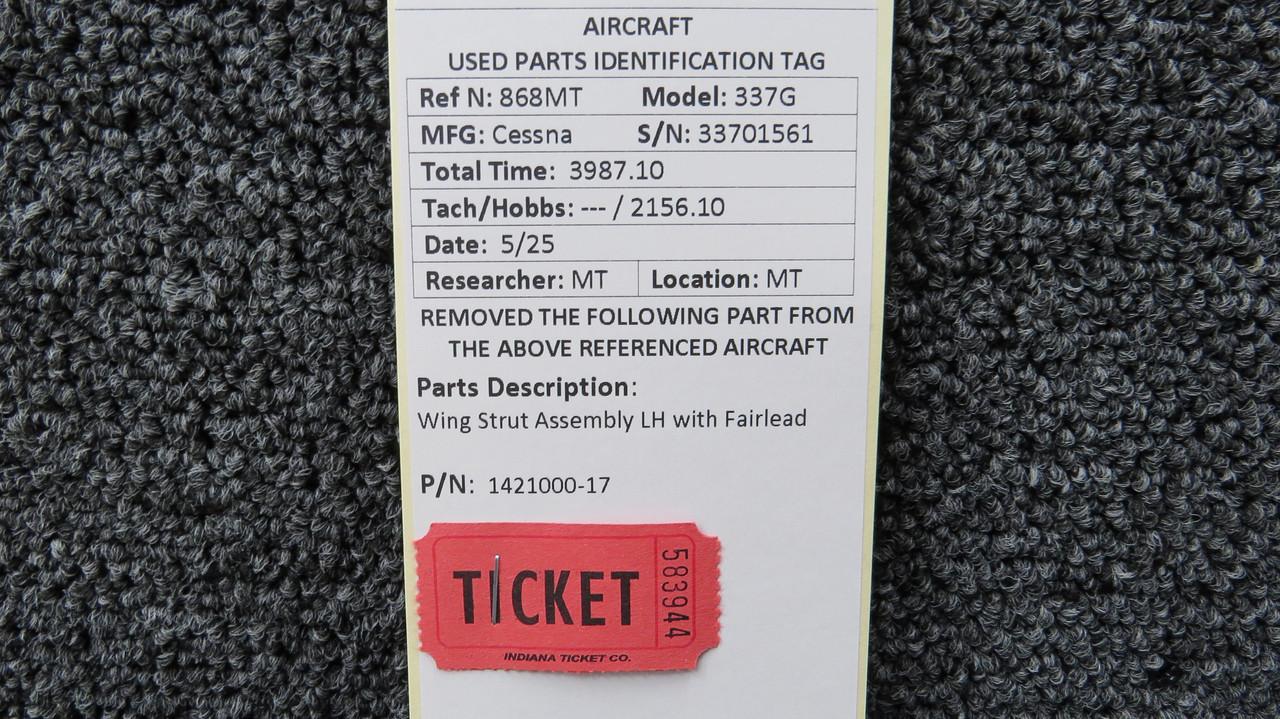 AIRCRAFT
USED PARTS IDENTIFICATION TAG
Ref N: 868MT Model: 337G
MFG: Cessna S/N: 33701561
Total Time: 3987.10
Tach/Hobbs: --- / 2156.10
Date: 5/25
Researcher: MT Location: MT
REMOVED THE FOLLOWING PART FROM
THE ABOVE REFERENCED AIRCRAFT
Parts Description:
Wing Strut Assembly LH with Fairlead
P/N: 1421000-17
TICKET
583944
INDIANA TICKET CO.